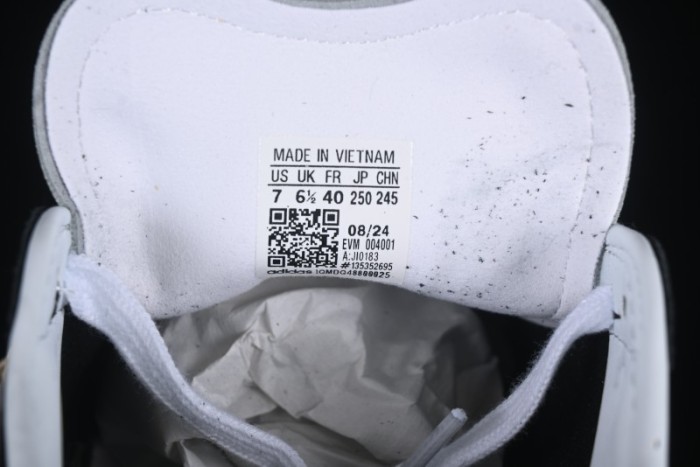 MADE IN VIETNAM
US UK FR JP CHN
7 6½ 40 250 245
08/24
EVM 004001
A:JI0183
#135352695
adidas IQMDQ48880025